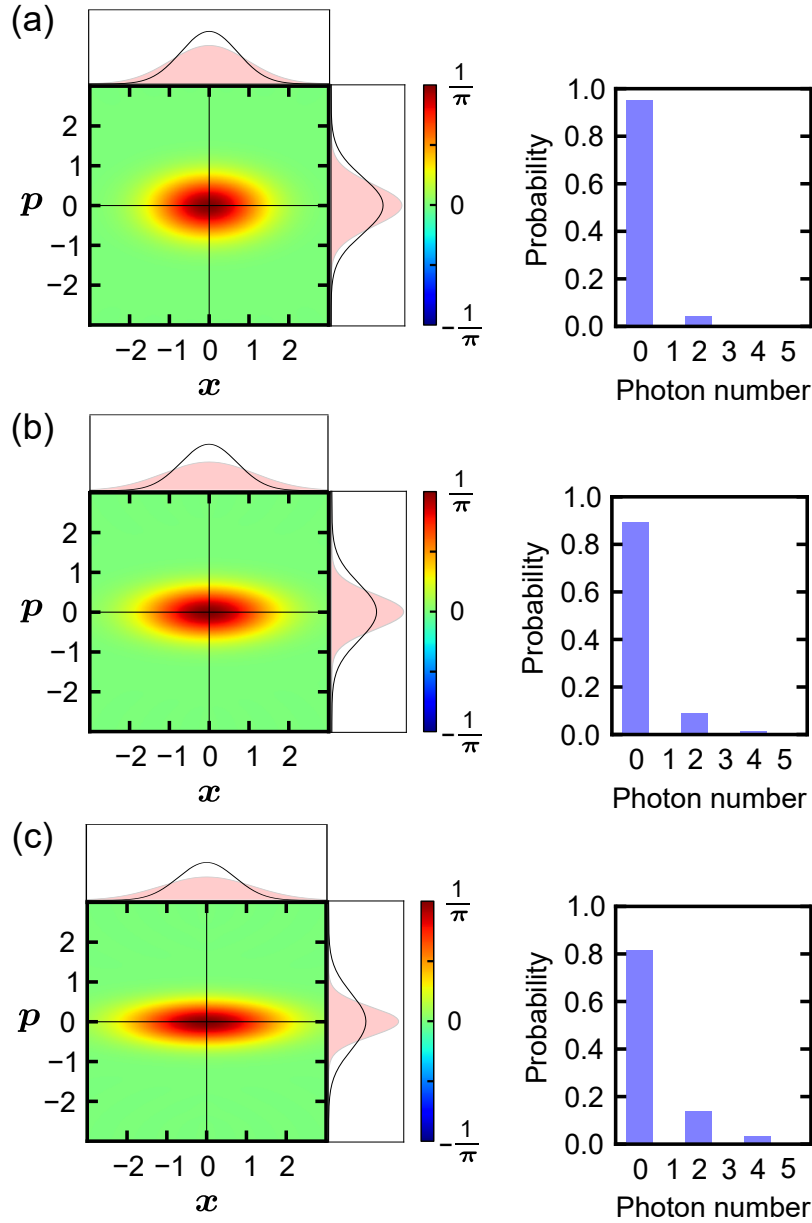 (a)
2
1
0
−1
−2
p
−2 −1 0 1 2
x
1/π
0
−1/π
Probability
1.0
0.8
0.6
0.4
0.2
0.0
0 1 2 3 4 5
Photon number
(b)
2
1
0
−1
−2
p
−2 −1 0 1 2
x
1/π
0
−1/π
Probability
1.0
0.8
0.6
0.4
0.2
0.0
0 1 2 3 4 5
Photon number
(c)
2
1
0
−1
−2
p
−2 −1 0 1 2
x
1/π
0
−1/π
Probability
1.0
0.8
0.6
0.4
0.2
0.0
0 1 2 3 4 5
Photon number